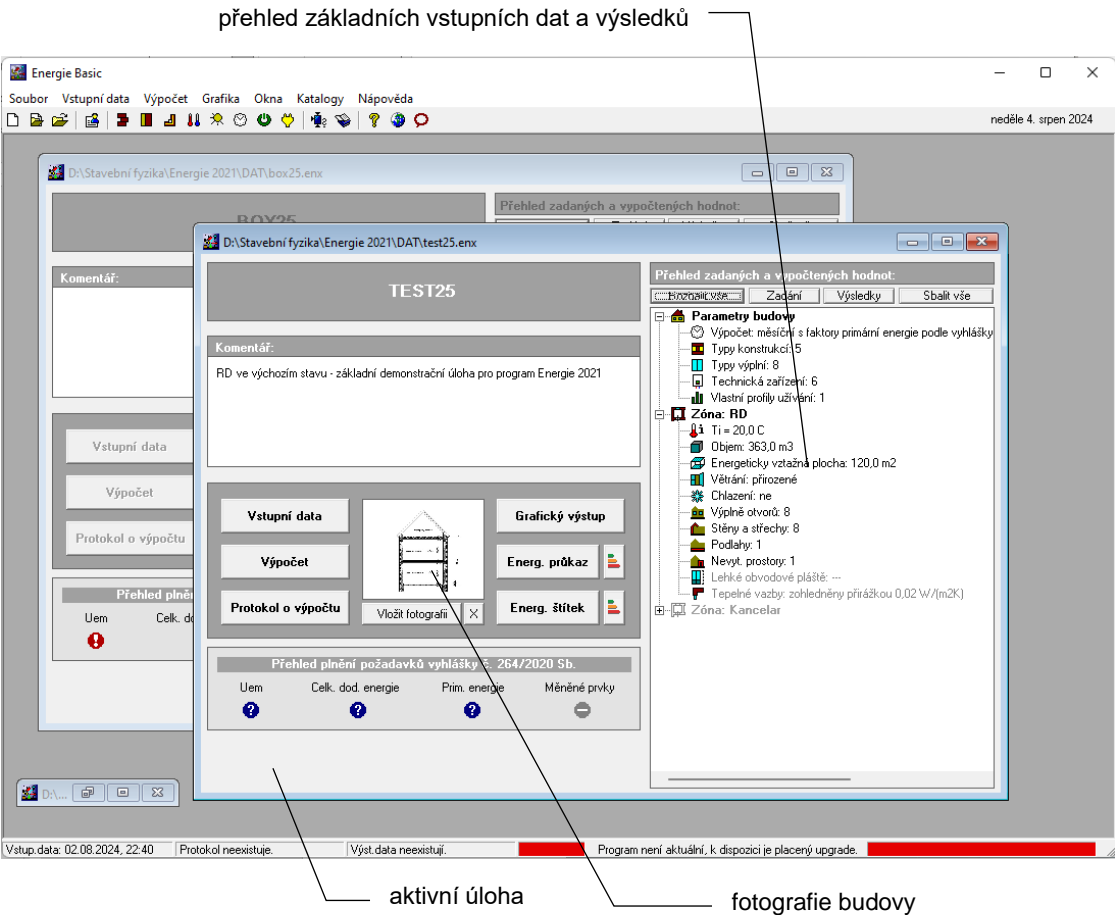 přehled základních vstupních dat a výsledků
Energie Basic
Soubor Vstupní data Výpočet Grafika Okna Katalogy Nápověda
neděle 4. srpen 2024
D:\Stavební fyzika\Energie 2021\DAT\box25.enx
BOX25
Přehled zadaných a vypočtených hodnot:
Komentář:
Vstupní data
Výpočet
Protokol o výpočtu
Přehled plně
Uem Celk. do
D:\Stavební fyzika\Energie 2021\DAT\test25.enx
TEST25
Komentář:
RD ve výchozím stavu - základní demonstrační úloha pro program Energie 2021
Vstupní data
Výpočet
Protokol o výpočtu
Vložit fotografii X
Grafický výstup
Energ. průkaz
Energ. štítek
Přehled plnění požadavků vyhlášky č. 264/2020 Sb.
Uem Celk. dod. energie Prim. energie Měněné prvky
Přehled zadaných a vypočtených hodnot:
Rozbalit vše Zadání Výsledky Sbalit vše
Parametry budovy
Výpočet: měsíční s faktory primární energie podle vyhlášky
Typy konstrukcí: 5
Typy výplní: 8
Technická zařízení: 6
Vlastní profily užívání: 1
Zóna: RD
Ti = 20,0 C
Objem: 363,0 m3
Energeticky vztažná plocha: 120,0 m2
Větrání: přirozené
Chlazení: ne
Výplně otvorů: 8
Stěny a střechy: 8
Podlahy: 1
Nevyt. prostory: 1
Lehké obvodové pláště: ---
Tepelné vazby: zohledněny přirážkou 0,02 W/(m2K)
Zóna: Kancelar
D:\...
Vstup.data: 02.08.2024, 22:40 Protokol neexistuje. Výst.data neexistují. Program není aktuální, k dispozici je placený upgrade.
aktivní úloha
fotografie budovy